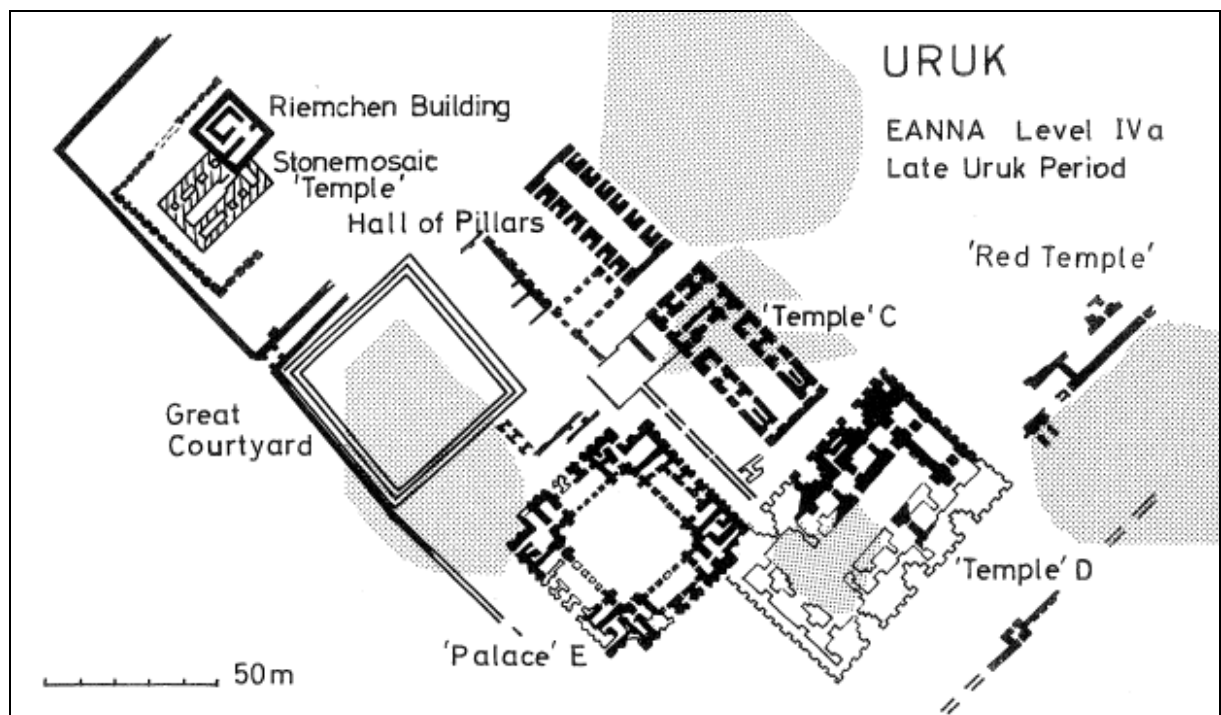 URUK
EANNA Level IVa
Late Uruk Period
Riemchen Building
Stonemosaic
'Temple'
Hall of Pillars
'Red Temple'
'Temple' C
Great
Courtyard
'Temple' D
'Palace' E
50m